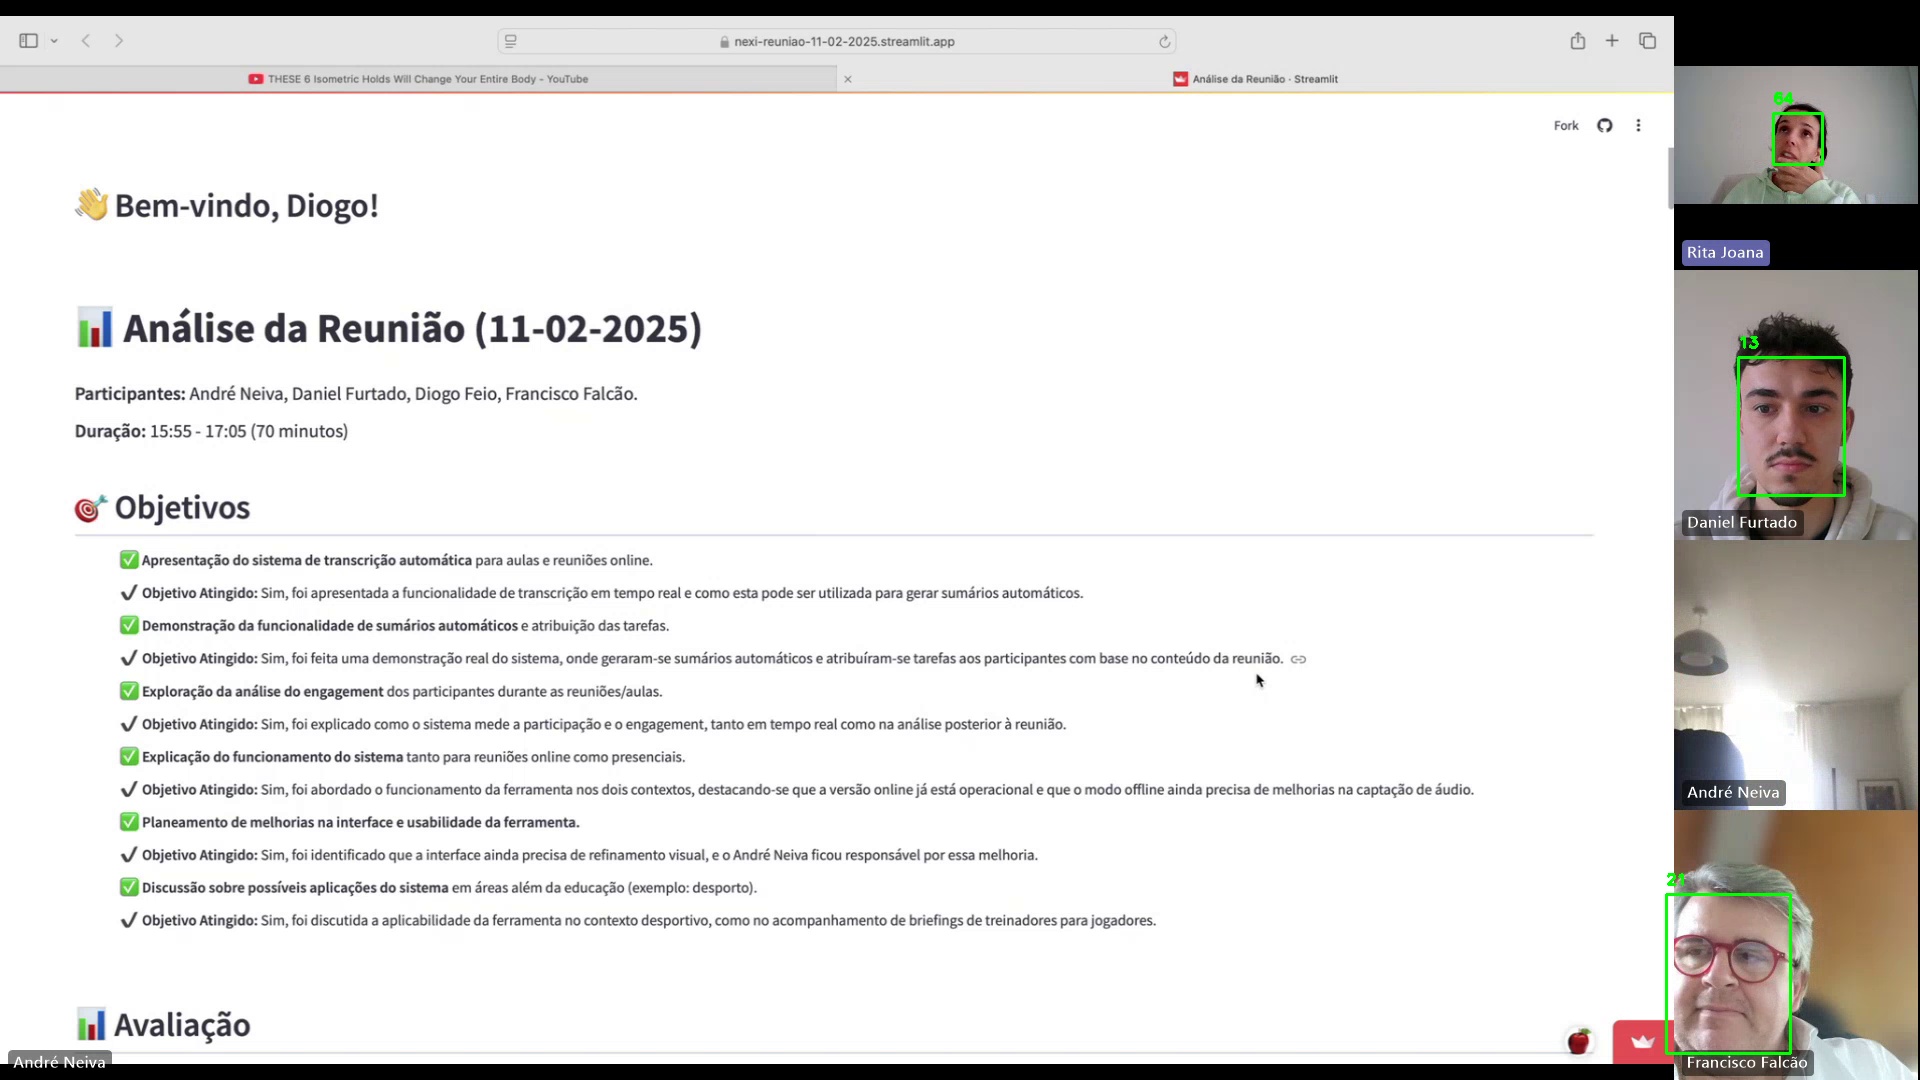 nexi-reuniao-11-02-2025.streamlit.app
THESE 6 Isometric Holds Will Change Your Entire Body - YouTube
Análise da Reunião · Streamlit
Fork
👋 Bem-vindo, Diogo!
📊 Análise da Reunião (11-02-2025)
Participantes: André Neiva, Daniel Furtado, Diogo Feio, Francisco Falcão.
Duração: 15:55 - 17:05 (70 minutos)
🎯 Objetivos
✅ Apresentação do sistema de transcrição automática para aulas e reuniões online.
✔ Objetivo Atingido: Sim, foi apresentada a funcionalidade de transcrição em tempo real e como esta pode ser utilizada para gerar sumários automáticos.
✅ Demonstração da funcionalidade de sumários automáticos e atribuição das tarefas.
✔ Objetivo Atingido: Sim, foi feita uma demonstração real do sistema, onde geraram-se sumários automáticos e atribuíram-se tarefas aos participantes com base no conteúdo da reunião.
✅ Exploração da análise do engagement dos participantes durante as reuniões/aulas.
✔ Objetivo Atingido: Sim, foi explicado como o sistema mede a participação e o engagement, tanto em tempo real como na análise posterior à reunião.
✅ Explicação do funcionamento do sistema tanto para reuniões online como presenciais.
✔ Objetivo Atingido: Sim, foi abordado o funcionamento da ferramenta nos dois contextos, destacando-se que a versão online já está operacional e que o modo offline ainda precisa de melhorias na captação de áudio.
✅ Planeamento de melhorias na interface e usabilidade da ferramenta.
✔ Objetivo Atingido: Sim, foi identificado que a interface ainda precisa de refinamento visual, e o André Neiva ficou responsável por essa melhoria.
✅ Discussão sobre possíveis aplicações do sistema em áreas além da educação (exemplo: desporto).
✔ Objetivo Atingido: Sim, foi discutida a aplicabilidade da ferramenta no contexto desportivo, como no acompanhamento de briefings de treinadores para jogadores.
📊 Avaliação
André Neiva
64
Rita Joana
13
Daniel Furtado
André Neiva
Francisco Falcão